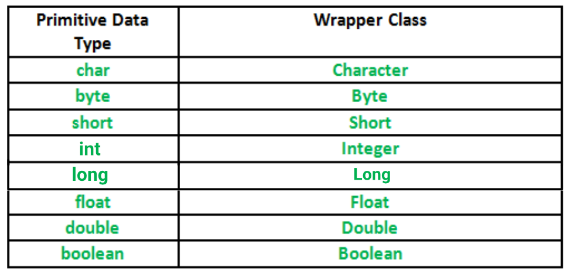 Primitive Data Type Wrapper Class
char Character
byte Byte
short Short
int Integer
long Long
float Float
double Double
boolean Boolean